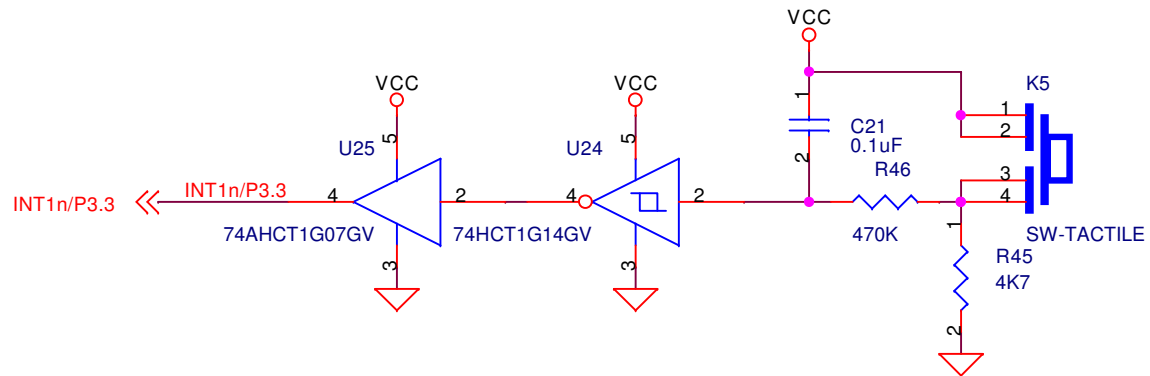 VCC
K5
VCC
VCC
1
1
5
5
2
C21
U25
U24
0.1uF
2
R46
3
INT1n/P3.3
INT1n/P3.3
4
2
4
2
4
1
74AHCT1G07GV
74HCT1G14GV
470K
SW-TACTILE
3
3
R45
4K7
2